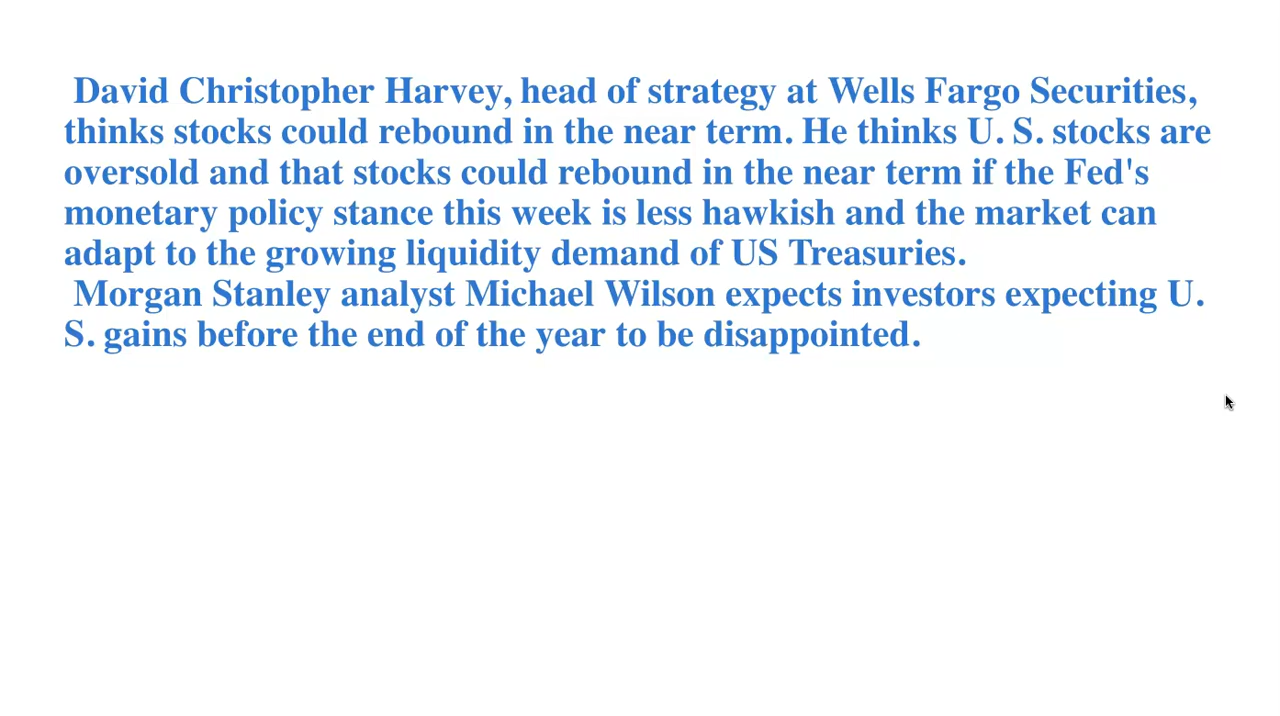 David Christopher Harvey, head of strategy at Wells Fargo Securities,
thinks stocks could rebound in the near term. He thinks U. S. stocks are
oversold and that stocks could rebound in the near term if the Fed's
monetary policy stance this week is less hawkish and the market can
adapt to the growing liquidity demand of US Treasuries.
Morgan Stanley analyst Michael Wilson expects investors expecting U.
S. gains before the end of the year to be disappointed.